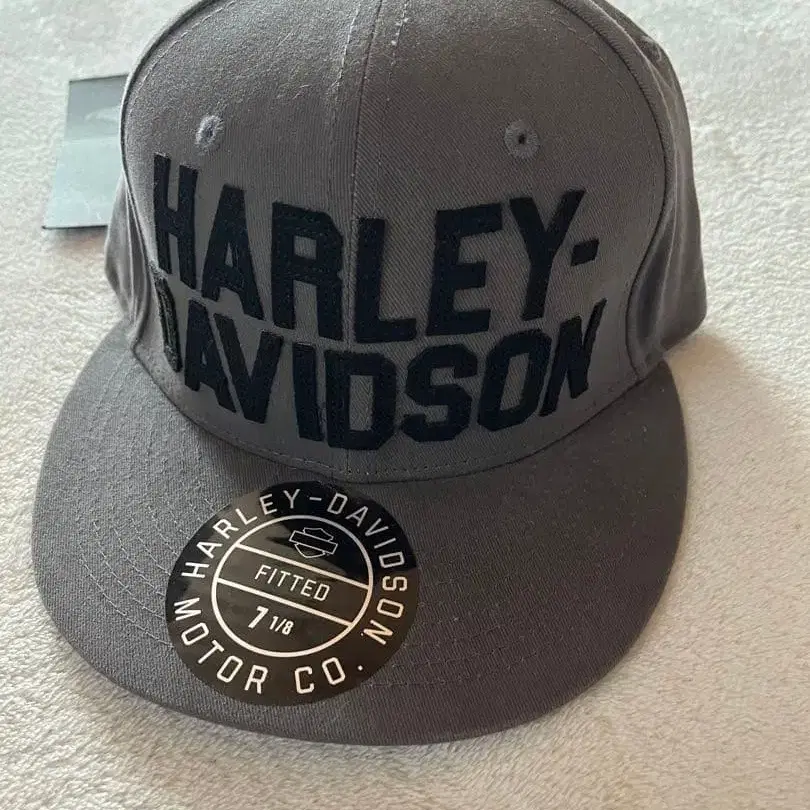 HARLEY-
DAVIDSON
HARLEY-DAVIDSON
FITTED
7 1/8
MOTOR CO.